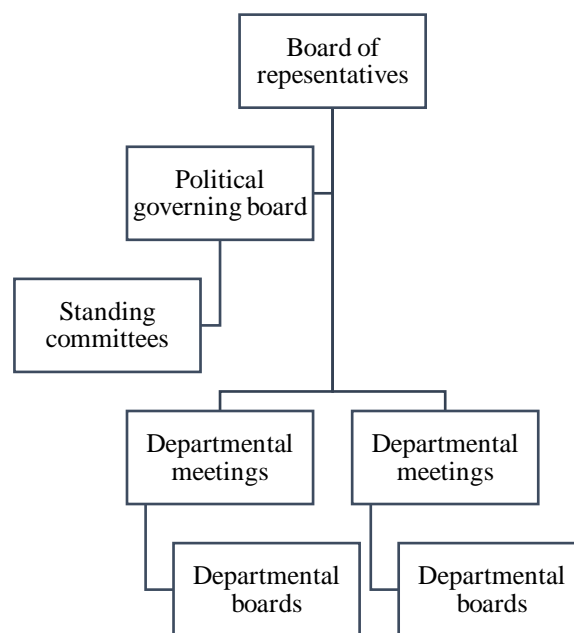 Board of
repesentatives
Political
governing board
Standing
committees
Departmental
meetings
Departmental
meetings
Departmental
boards
Departmental
boards